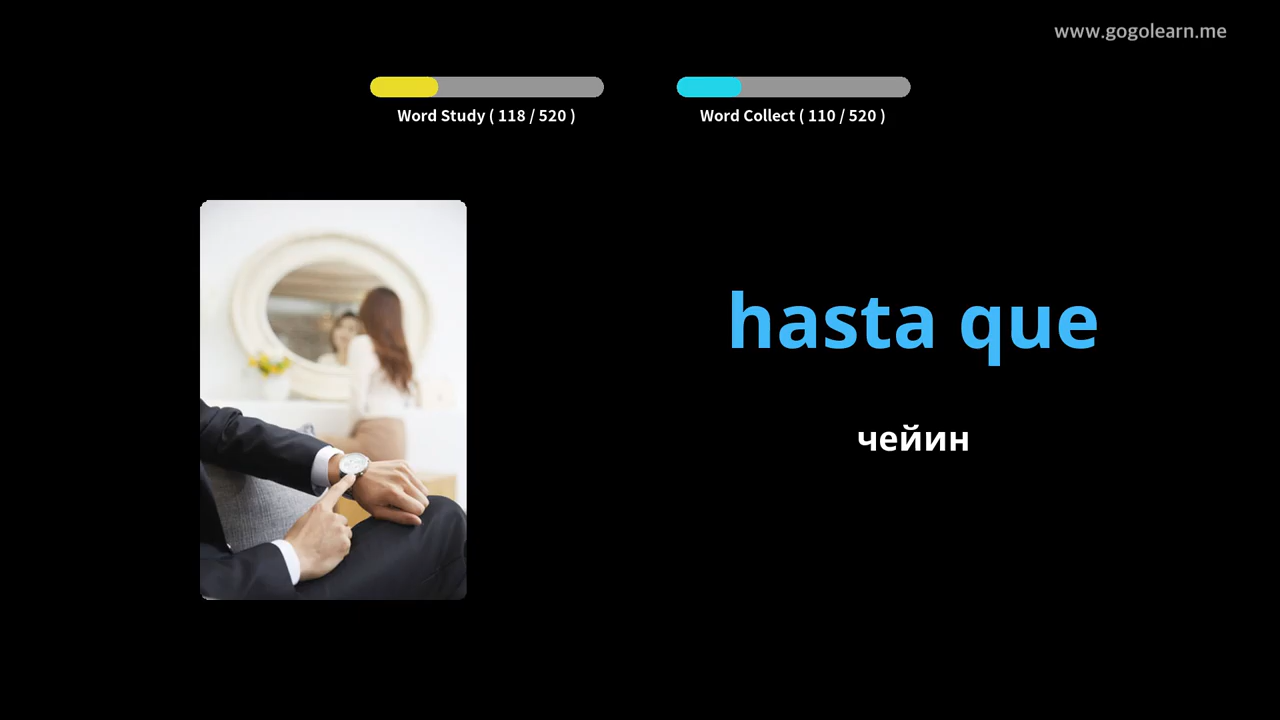 www.gogolearn.me
Word Study ( 118 / 520 )
Word Collect ( 110 / 520 )
hasta que
чейин